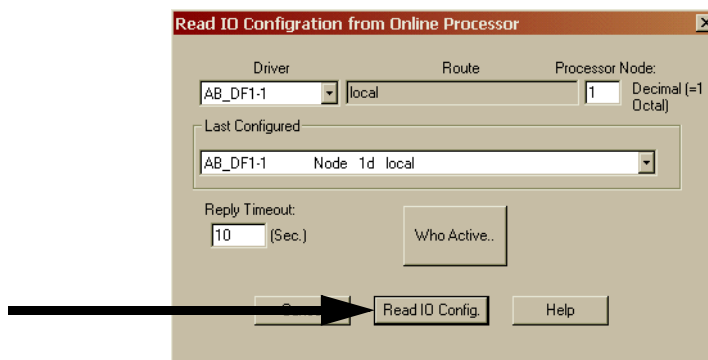 Read IO Configration from Online Processor
Driver Route Processor Node:
AB_DF1-1 local 1 Decimal (=1
Octal)
Last Configured
AB_DF1-1 Node 1d local
Reply Timeout:
10 (Sec.) Who Active..
Read IO Config. Help